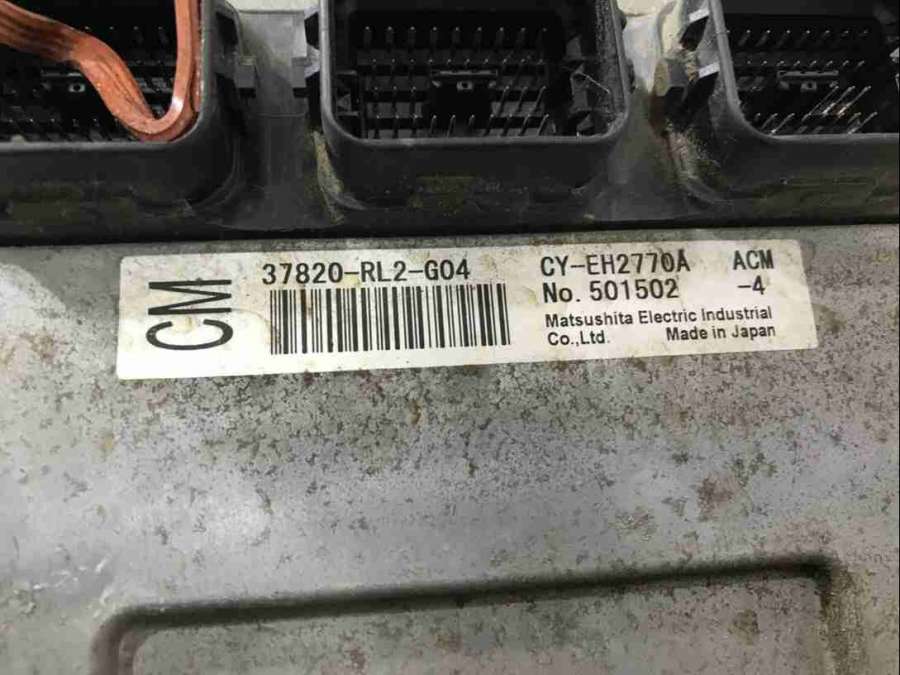 CM
37820-RL2-G04
CY-EH2770A ACM
No. 501502 -4
Matsushita Electric Industrial
Co.,Ltd. Made in Japan